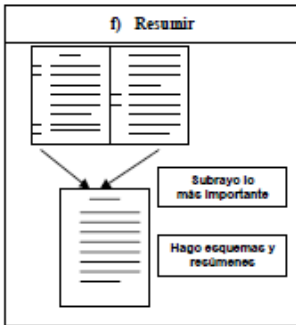 f) Resumir
Subrayo lo
más importante
Hago esquemas y
resúmenes